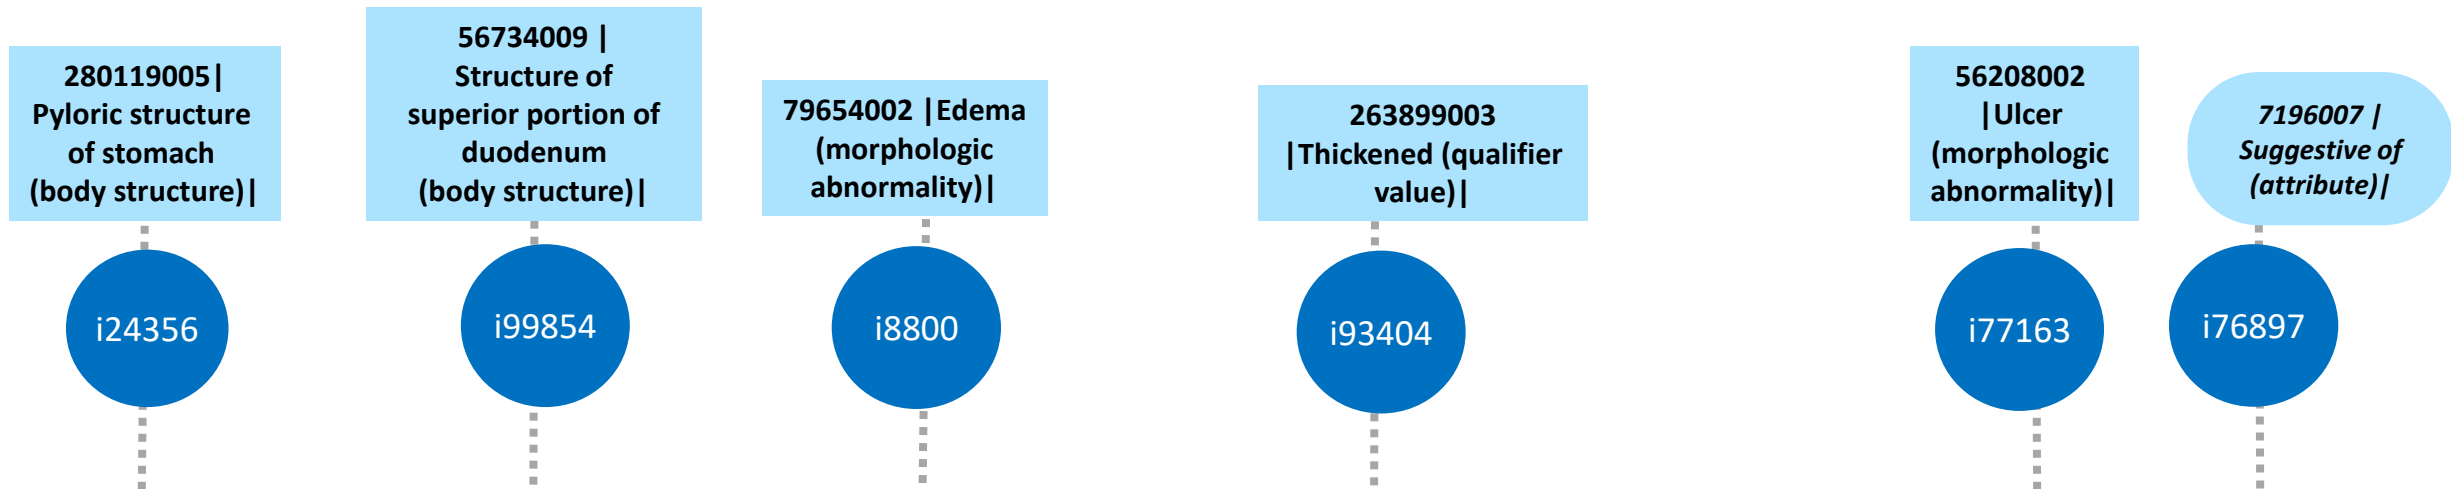 280119005|
Pyloric structure
of stomach
(body structure)|
56734009 |
Structure of
superior portion of
duodenum
(body structure)|
79654002 |Edema
(morphologic
abnormality)|
263899003
|Thickened (qualifier
value)|
56208002
|Ulcer
(morphologic
abnormality)|
7196007 |
Suggestive of
(attribute)|
i24356
i99854
i8800
i93404
i77163
i76897